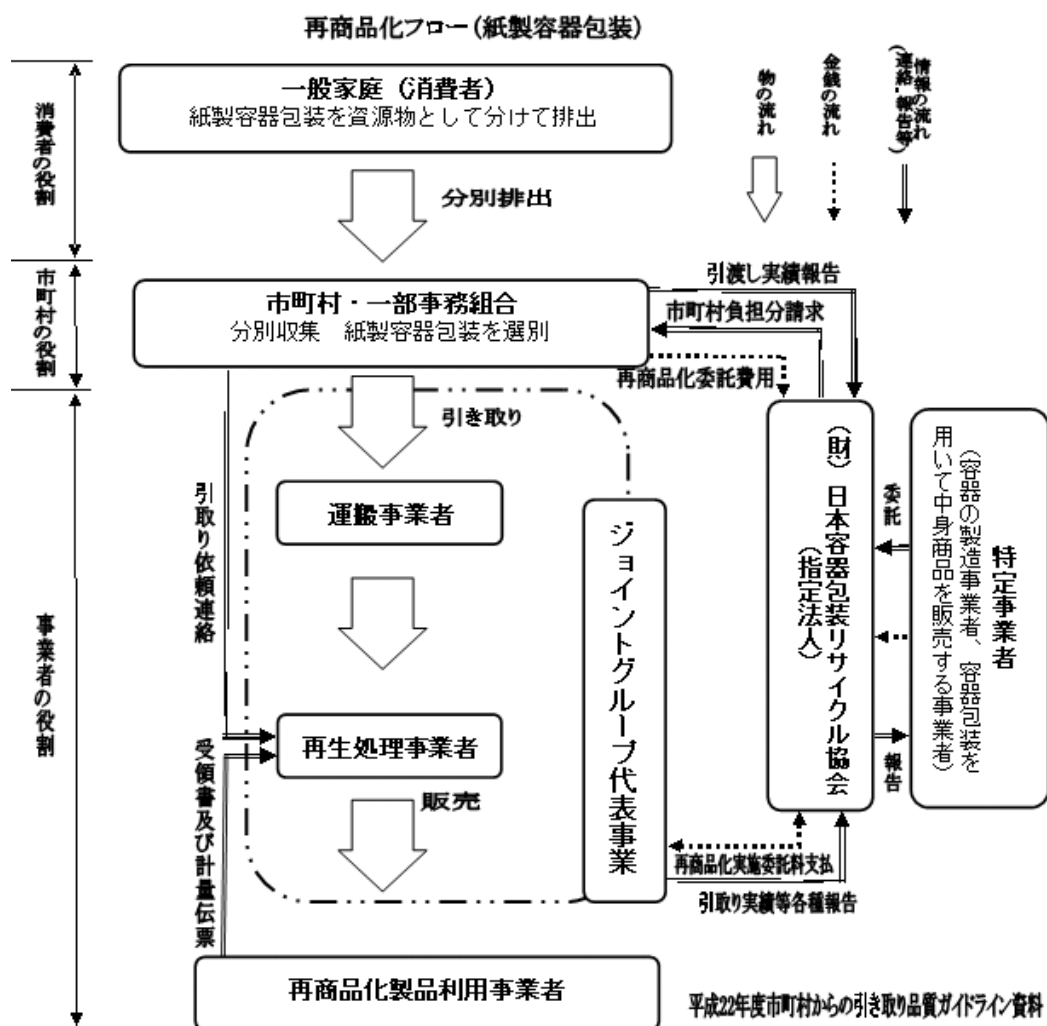 再商品化フロー(紙製容器包装)
物の流れ
金銭の流れ
情報の流れ
(連絡・報告等)
消費者の役割
一般家庭(消費者)
紙製容器包装を資源物として分けて排出
分別排出
市町村の役割
市町村・一部事務組合
分別収集 紙製容器包装を選別
引渡し実績報告
市町村負担分請求
再商品化委託費用
事業者の役割
引き取り
運搬事業者
引取り依頼連絡
再生処理事業者
販売
受領書及び計量伝票
ジョイントグループ代表事業
(財)日本容器包装リサイクル協会
(指定法人)
委託
報告
特定事業者
(容器の製造事業者、容器包装を
用いて中身商品を販売する事業者)
再商品化実施委託料支払
引取り実績等各種報告
再商品化製品利用事業者
平成22年度市町村からの引き取り品質ガイドライン資料